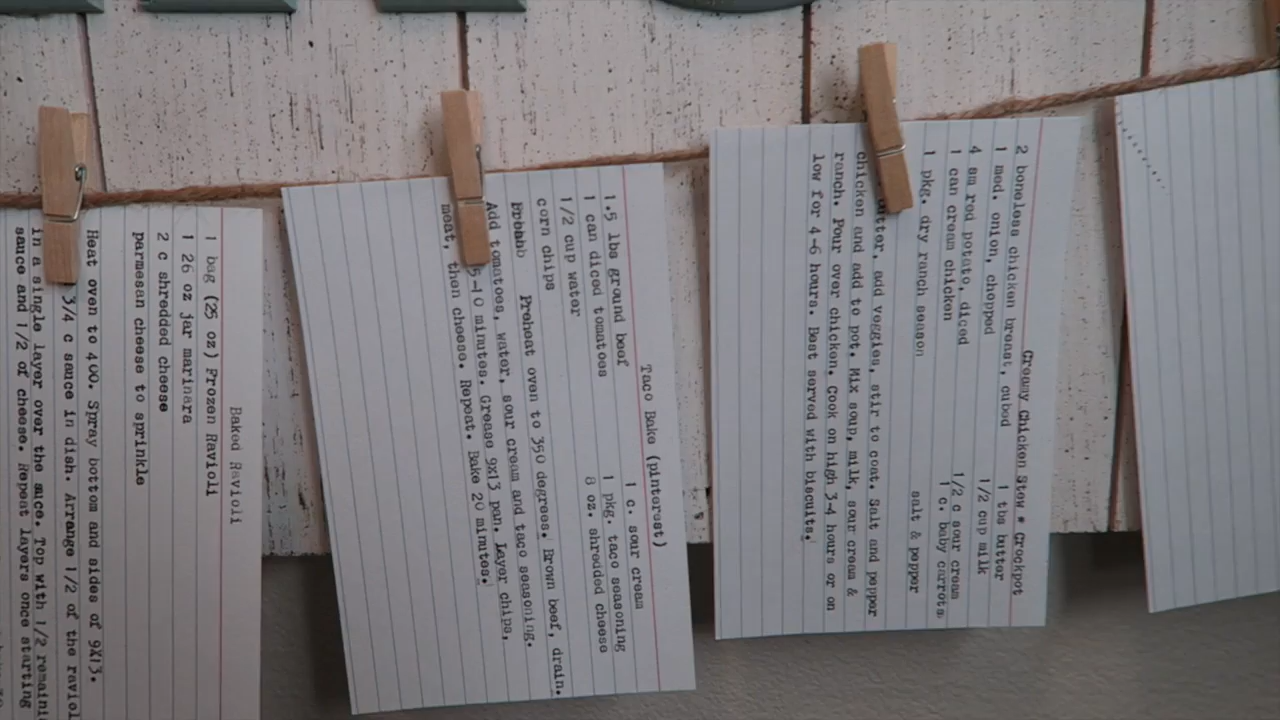 Baked Ravioli
1 bag (25 oz) Frozen Ravioli
1 26 oz jar marinara
2 c shredded cheese
parmesan cheese to sprinkle
Heat oven to 400. Spray bottom and sides of 9X13.
3/4 c sauce in dish. Arrange 1/2 of the
in a single layer over the suce. Top with 1/2
sauce and 1/2 of cheese. Repeat layers once starting
Taco Bake (pinterest)
1.5 lbs ground beef 1 c. sour cream
1 can diced tomatoes 1 pkg. taco seasoning
1/2 cup water 8 oz. shredded cheese
corn chips
Preheat oven to 350 degrees. Brown beef, drain.
Add tomatoes, water, sour cream and taco seasoning.
5-10 minutes. Grease 9x13 pan. Layer chips,
meat, then cheese. Repeat. Bake 20 minutes.
Creamy Chicken Stew * Crockpot
2 boneless chicken breast, cubed 1 tbs butter
1 med. onion, chopped 1/2 cup milk
4 sm red potato, diced 1/2 c sour cream
1 can cream chicken 1 c. baby carrots
1 pkg. dry ranch season salt & pepper
butter, add veggies, stir to coat. Salt and pepper
chicken and add to pot. Mix soup, milk, sour cream &
ranch. Pour over chicken. Cook on high 3-4 hours or on
low for 4-6 hours. Best served with biscuits.